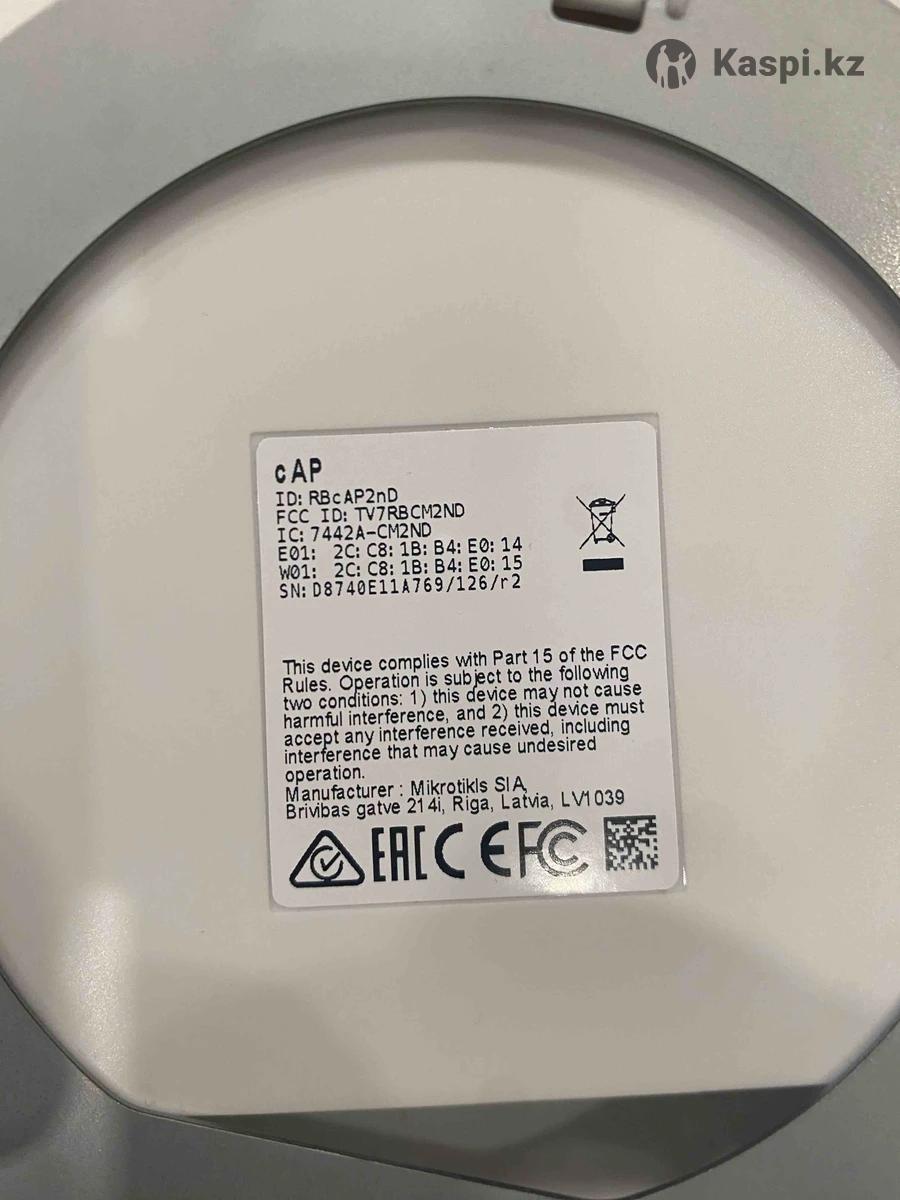 Kaspi.kz
cAP
ID: RBcAP2nD
FCC ID: TV7RBCM2ND
IC: 7442A-CM2ND
E01: 2C:C8:1B:B4:E0:14
W01: 2C:C8:1B:B4:E0:15
SN:D8740E11A769/126/r2
This device complies with Part 15 of the FCC
Rules. Operation is subject to the following
two conditions: 1) this device may not cause
harmful interference, and 2) this device must
accept any interference received, including
interference that may cause undesired
operation.
Manufacturer : Mikrotikls SIA,
Brivibas gatve 214i, Riga, Latvia, LV1039
EAC CE FC